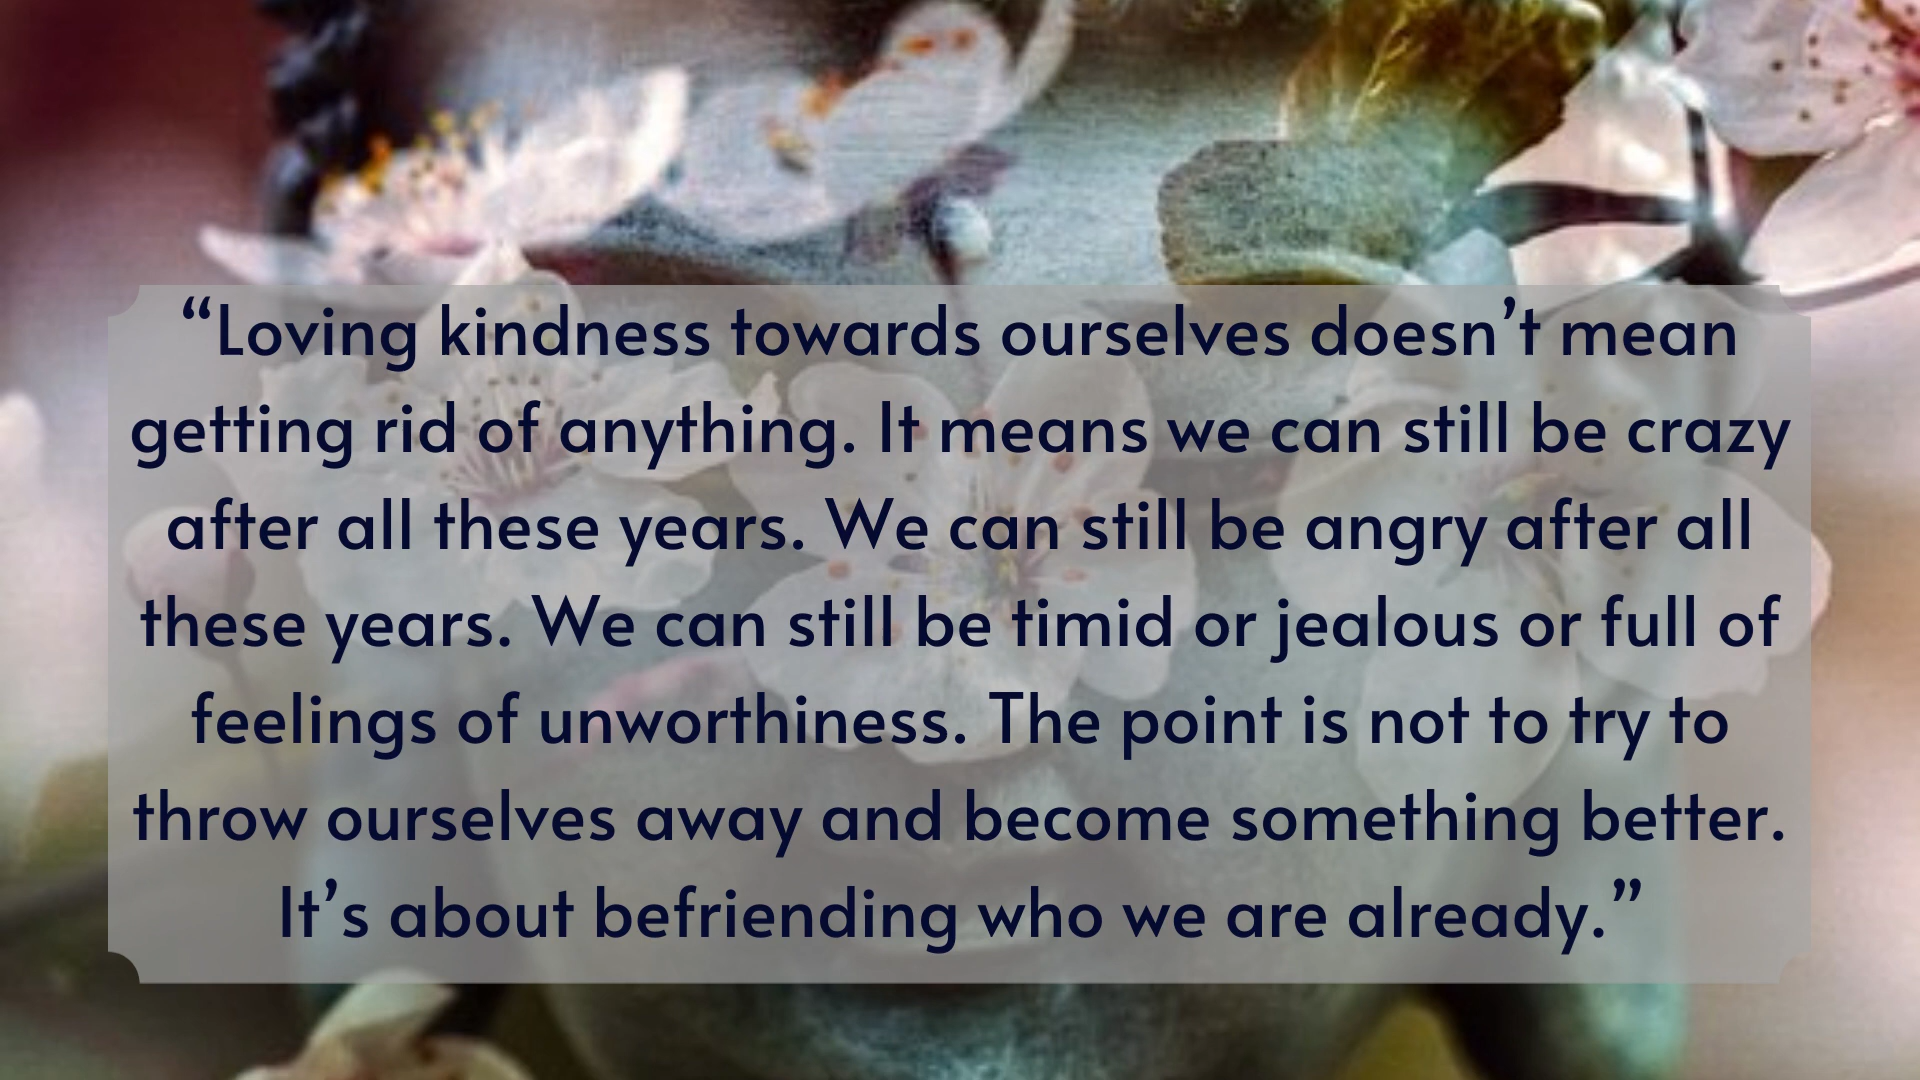 “Loving kindness towards ourselves doesn’t mean
getting rid of anything. It means we can still be crazy
after all these years. We can still be angry after all
these years. We can still be timid or jealous or full of
feelings of unworthiness. The point is not to try to
throw ourselves away and become something better.
It’s about befriending who we are already.”